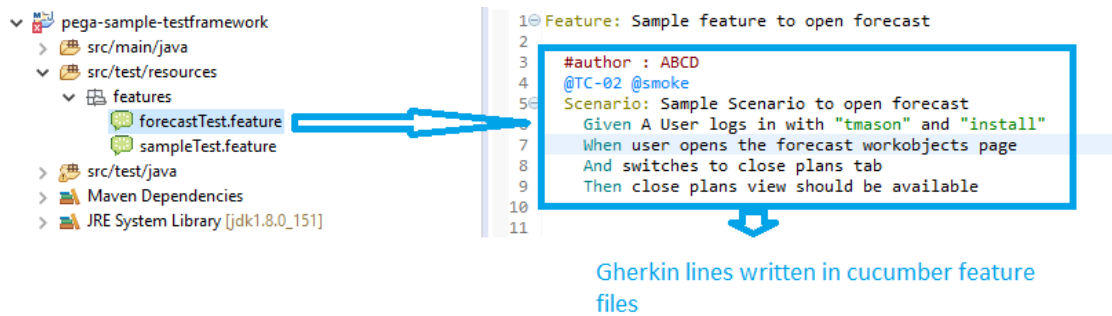 pega-sample-testframework
src/main/java
src/test/resources
features
forecastTest.feature
sampleTest.feature
src/test/java
Maven Dependencies
JRE System Library [jdk1.8.0_151]
1 Feature: Sample feature to open forecast
2
3 #author : ABCD
4 @TC-02 @smoke
5 Scenario: Sample Scenario to open forecast
Given A User logs in with "tmason" and "install"
7 When user opens the forecast workobjects page
8 And switches to close plans tab
9 Then close plans view should be available
10
11
Gherkin lines written in cucumber feature
files